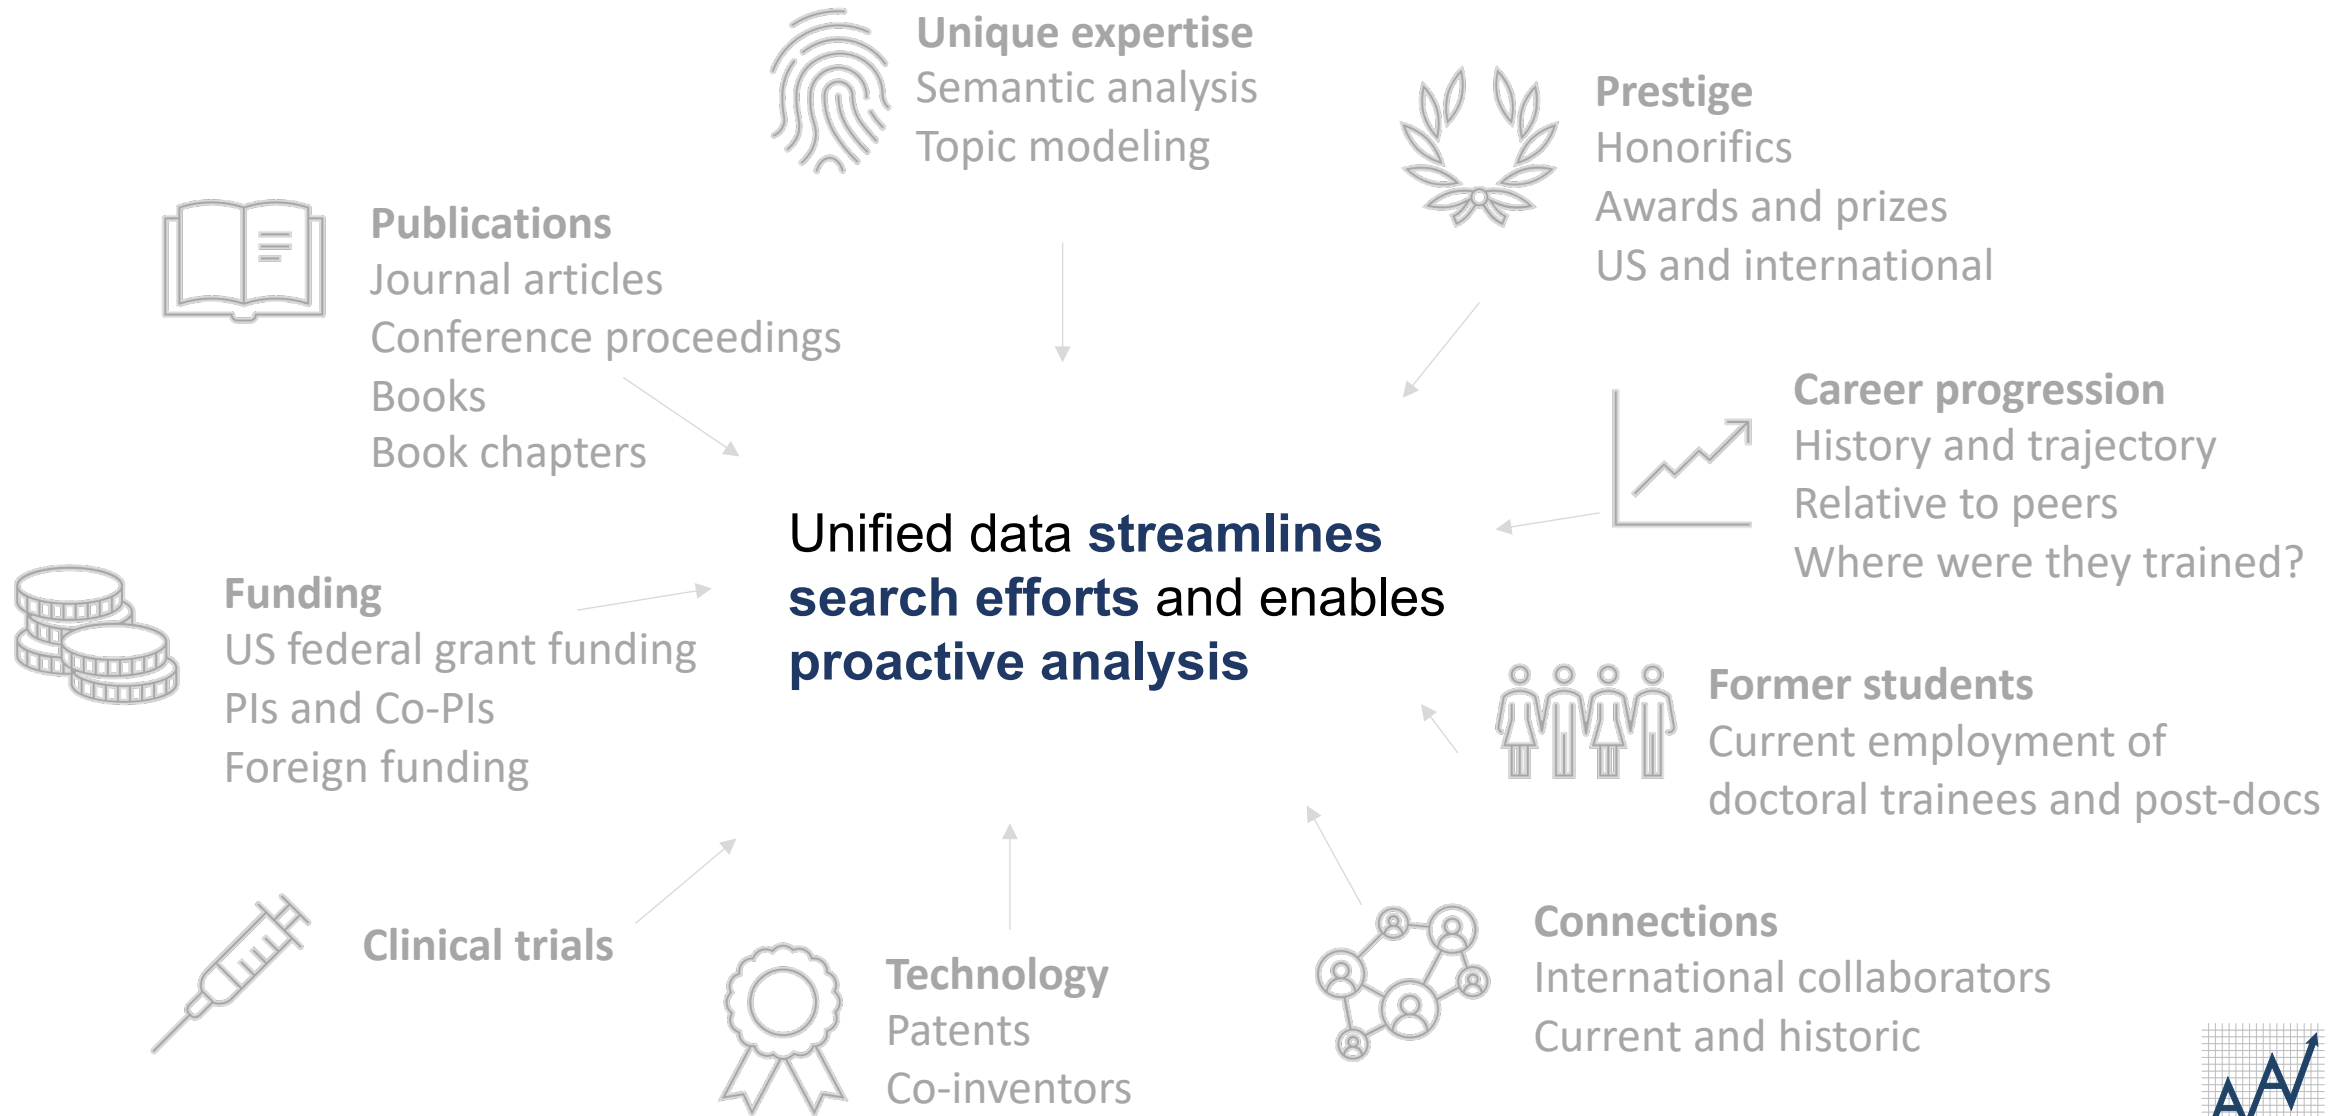 Unique expertise
Semantic analysis
Topic modeling
Prestige
Honorifics
Awards and prizes
US and international
Publications
Journal articles
Conference proceedings
Books
Book chapters
Career progression
History and trajectory
Relative to peers
Where were they trained?
Unified data streamlines
search efforts and enables
proactive analysis
Funding
US federal grant funding
PIs and Co-PIs
Foreign funding
Former students
Current employment of
doctoral trainees and post-docs
Clinical trials
Technology
Patents
Co-inventors
Connections
International collaborators
Current and historic